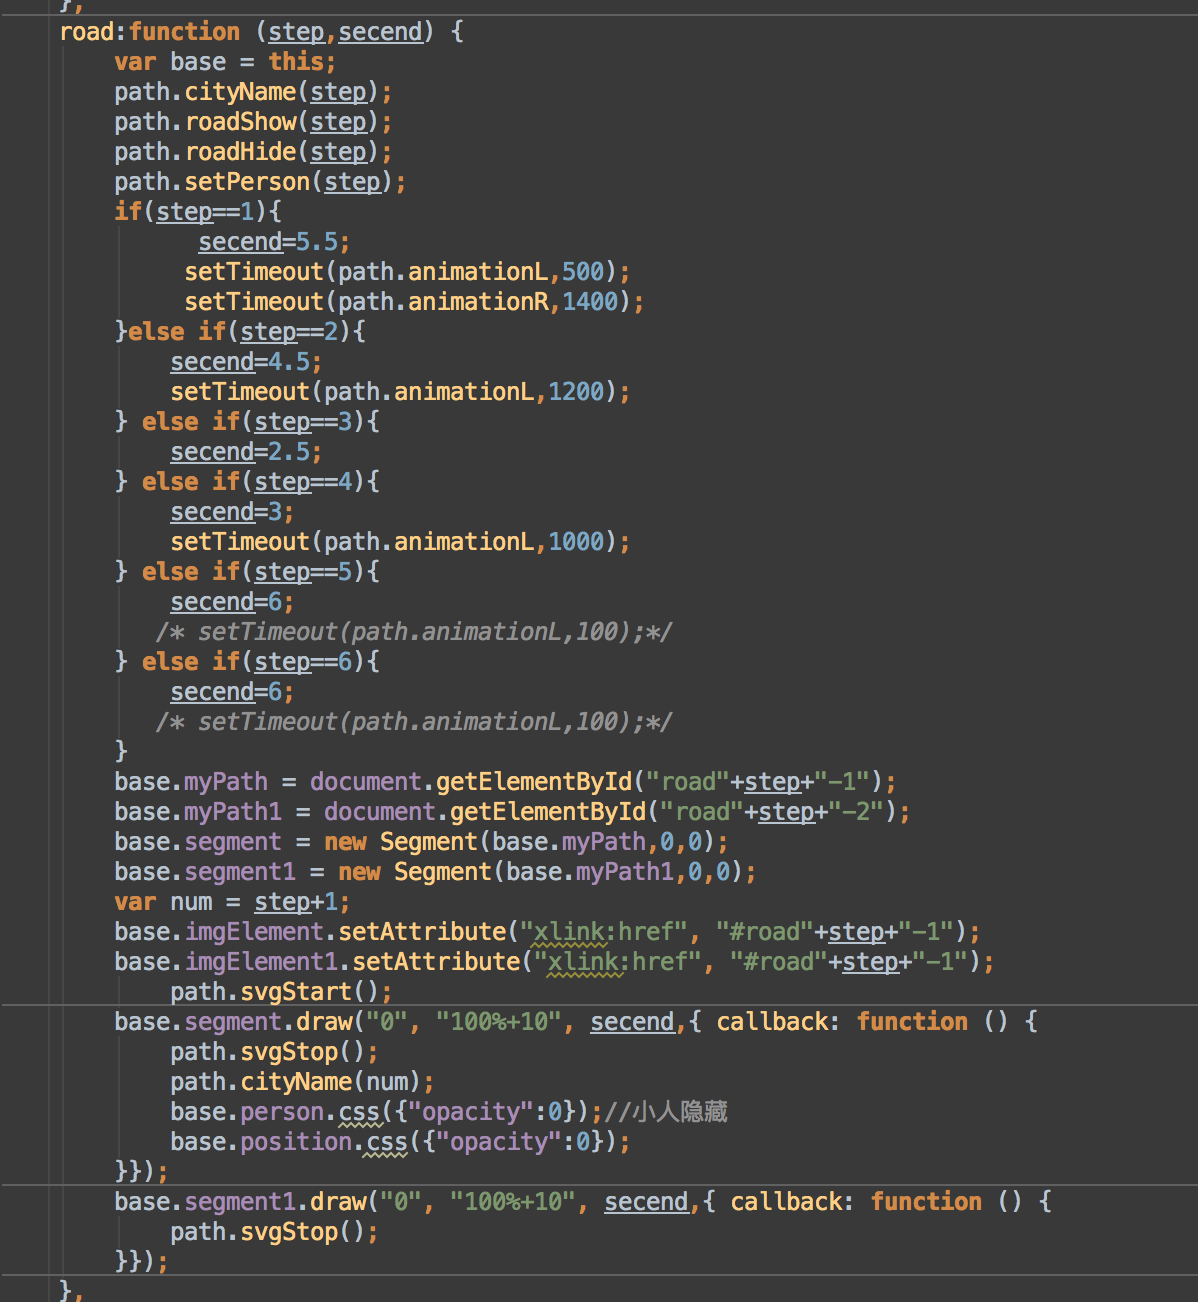 },
road:function (step,secend) {
var base = this;
path.cityName(step);
path.roadShow(step);
path.roadHide(step);
path.setPerson(step);
if(step==1){
secend=5.5;
setTimeout(path.animationL,500);
setTimeout(path.animationR,1400);
}else if(step==2){
secend=4.5;
setTimeout(path.animationL,1200);
} else if(step==3){
secend=2.5;
} else if(step==4){
secend=3;
setTimeout(path.animationL,1000);
} else if(step==5){
secend=6;
/* setTimeout(path.animationL,100);*/
} else if(step==6){
secend=6;
/* setTimeout(path.animationL,100);*/
}
base.myPath = document.getElementById("road"+step+"-1");
base.myPath1 = document.getElementById("road"+step+"-2");
base.segment = new Segment(base.myPath,0,0);
base.segment1 = new Segment(base.myPath1,0,0);
var num = step+1;
base.imgElement.setAttribute("xlink:href", "#road"+step+"-1");
base.imgElement1.setAttribute("xlink:href", "#road"+step+"-1");
path.svgStart();
base.segment.draw("0", "100%+10", secend,{ callback: function () {
path.svgStop();
path.cityName(num);
base.person.css({"opacity":0});//小人隐藏
base.position.css({"opacity":0});
}});
base.segment1.draw("0", "100%+10", secend,{ callback: function () {
path.svgStop();
}});
},